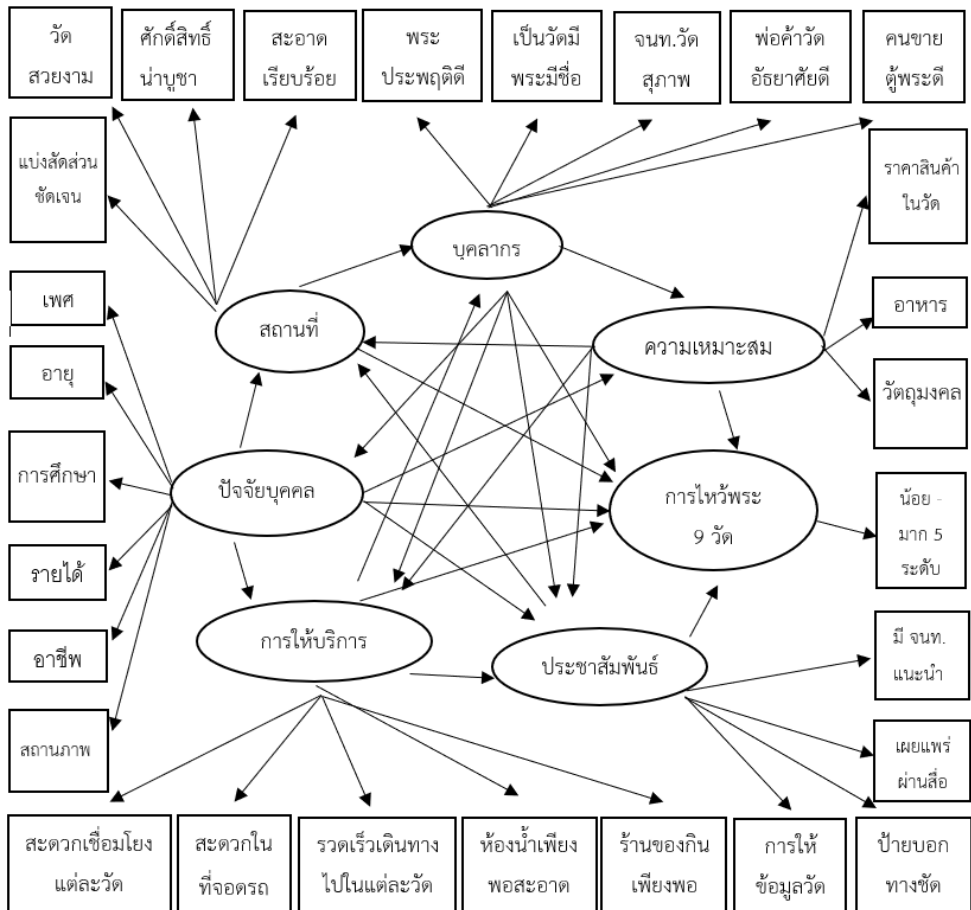 วัด
สวยงาม
ศักดิ์สิทธิ์
น่าบูชา
สะอาด
เรียบร้อย
พระ
ประพฤติดี
เป็นวัดมี
พระมีชื่อ
จนท.วัด
สุภาพ
พ่อค้าวัด
อัธยาศัยดี
คนขาย
ตู้พระดี
แบ่งสัดส่วน
ชัดเจน
ราคาสินค้า
ในวัด
บุคลากร
เพศ
สถานที่
ความเหมาะสม
อาหาร
อายุ
วัตถุมงคล
การศึกษา
ปัจจัยบุคคล
การไหว้พระ
9 วัด
น้อย -
มาก 5
ระดับ
รายได้
อาชีพ
การให้บริการ
ประชาสัมพันธ์
มี จนท.
แนะนำ
สถานภาพ
เผยแพร่
ผ่านสื่อ
สะดวกเชื่อมโยง
แต่ละวัด
สะดวกใน
ที่จอดรถ
รวดเร็วเดินทาง
ไปในแต่ละวัด
ห้องน้ำเพียง
พอสะอาด
ร้านของกิน
เพียงพอ
การให้
ข้อมูลวัด
ป้ายบอก
ทางชัด